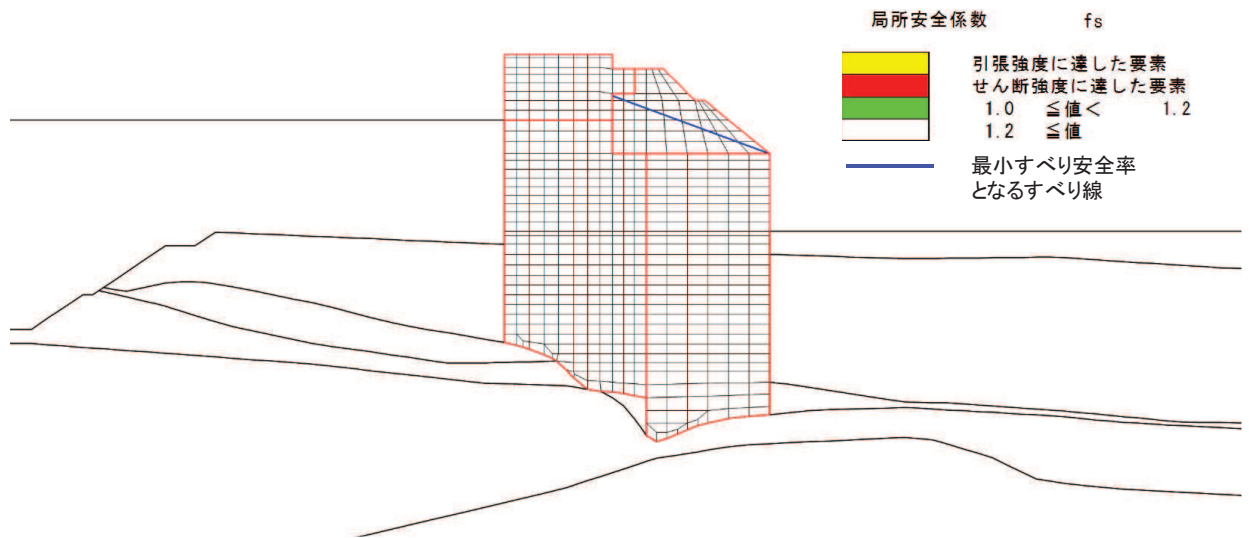 局所安全係数 fs
引張強度に達した要素
せん断強度に達した要素
1.0 ≦値< 1.2
1.2 ≦値
最小すべり安全率
となるすべり線